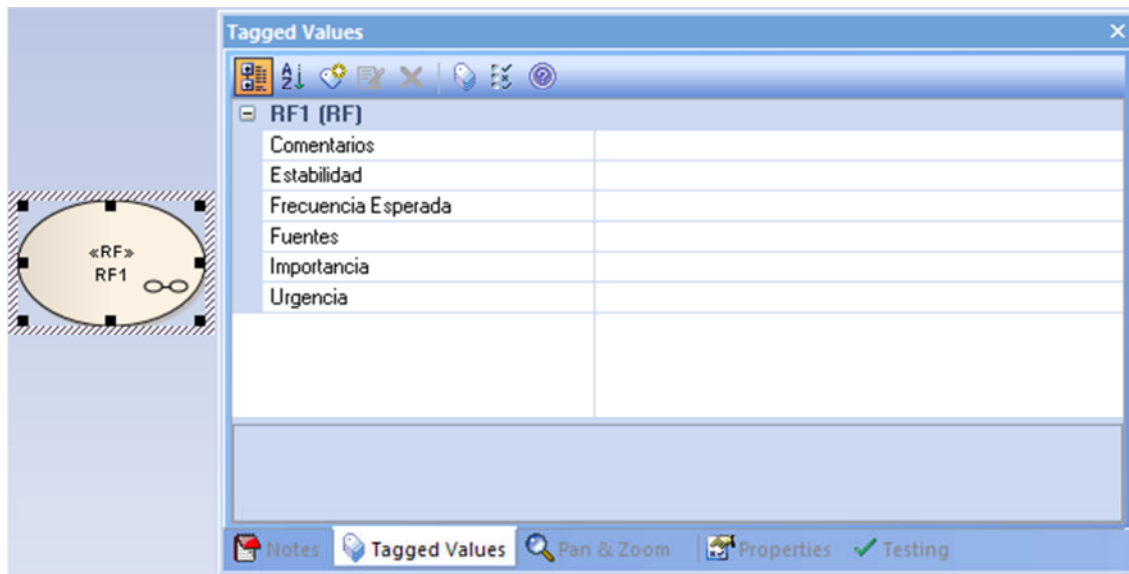 Tagged Values
RF1 (RF)
Comentarios
Estabilidad
Frecuencia Esperada
Fuentes
Importancia
Urgencia
«RF»
RF1
Notes Tagged Values Pan & Zoom Properties Testing